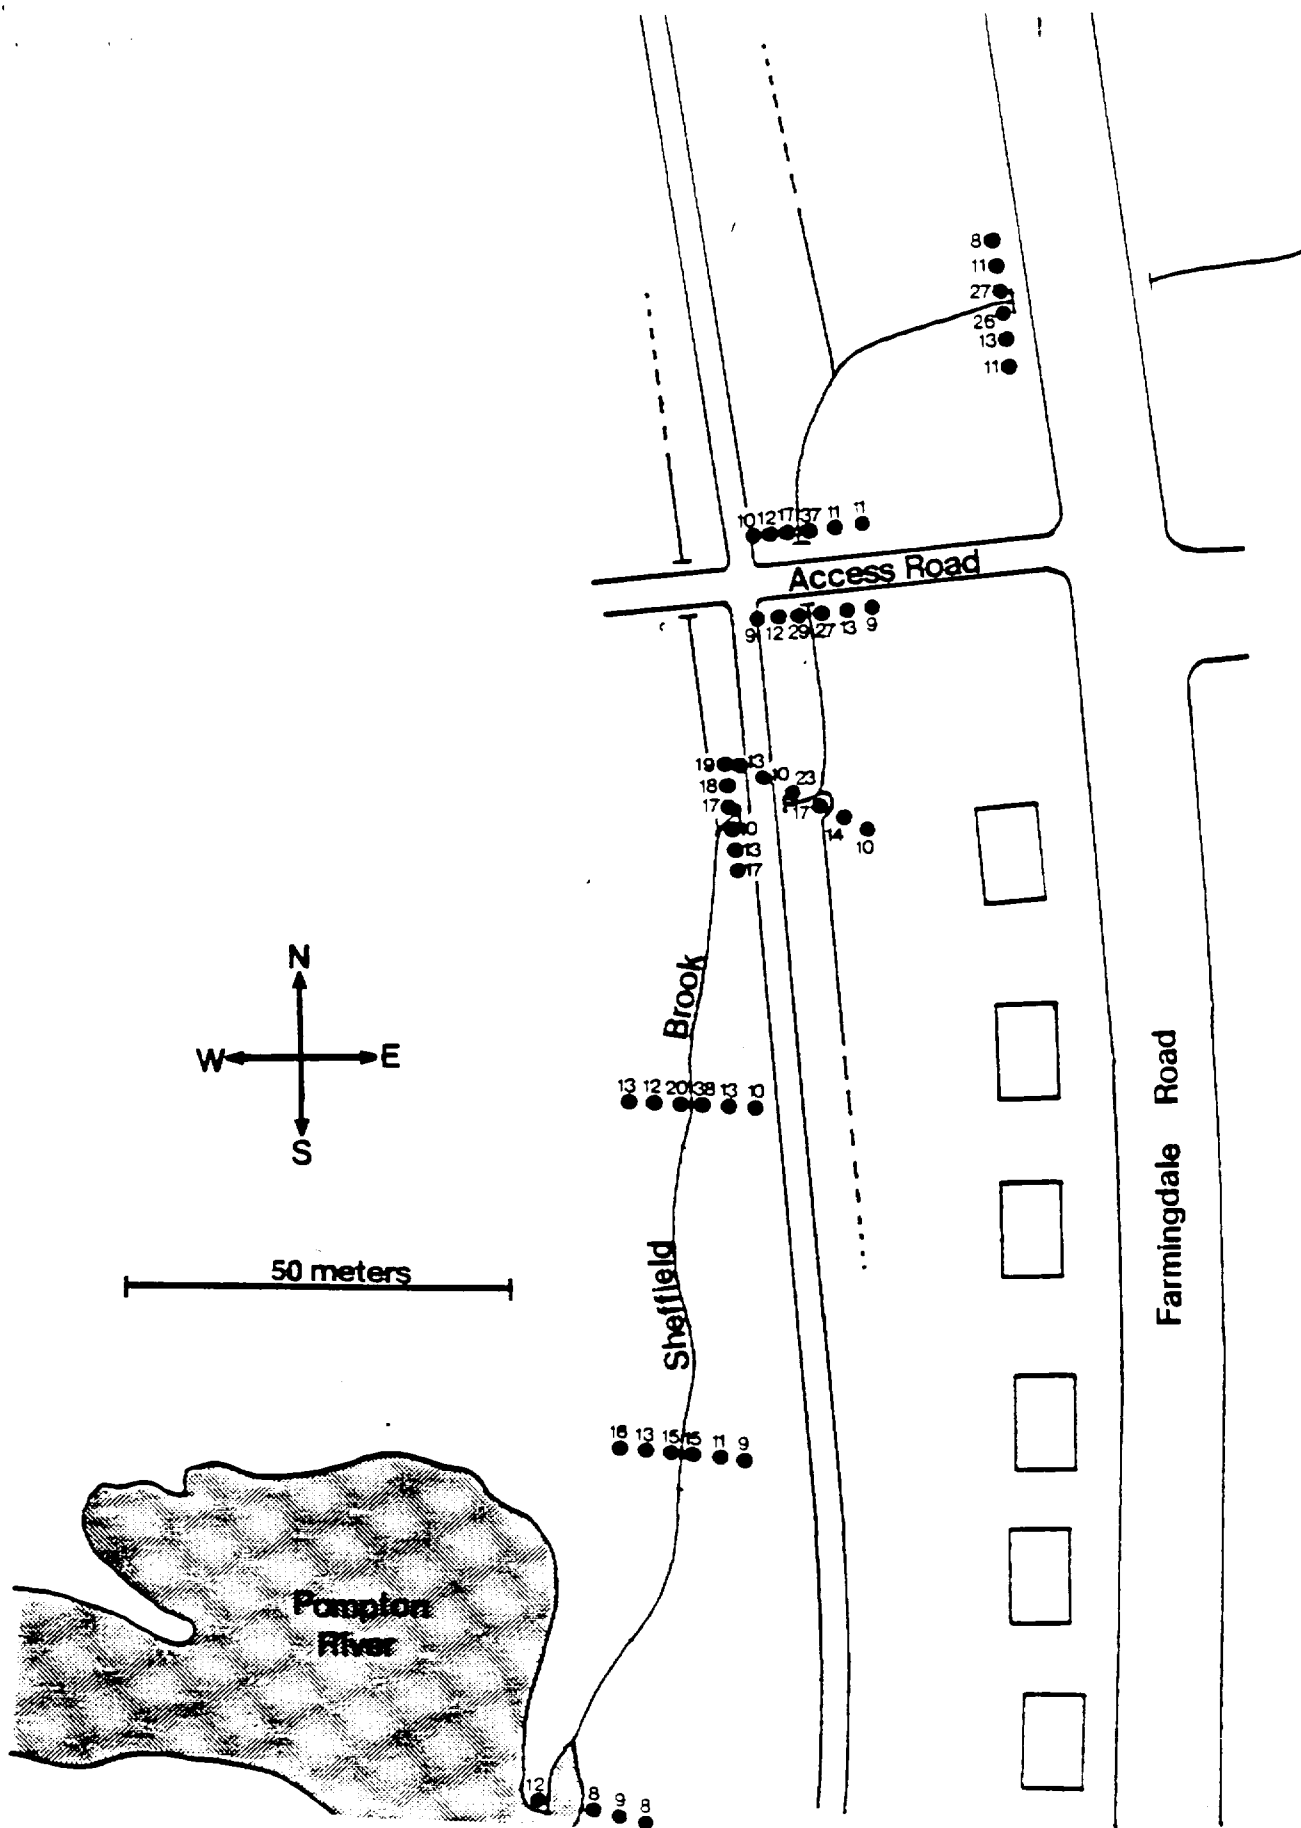 8
11
27
26
13
11
10 12 17 37 11 11
Access Road
9 12 29 27 13 9
19 13 10 23
18
17 17
10 14 10
13
17
Brook
N
W E
S
13 12 20 38 13 10
Farmingdale Road
50 meters
Sheffield
16 13 15 15 11 9
Pompton
River
12 8 9 8